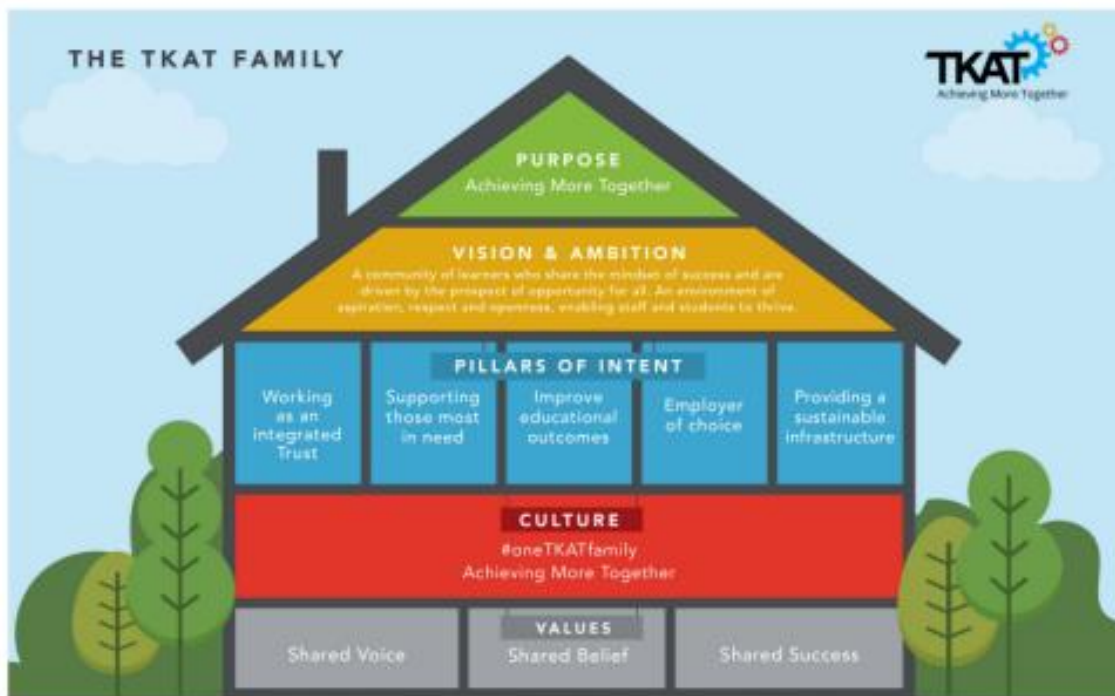 THE TKAT FAMILY
TKAT
Achieving More Together
PURPOSE
Achieving More Together
VISION & AMBITION
A community of learners who share the mindset of success and are
driven by the prospect of opportunity for all. An environment of
aspiration, respect and openness, enabling staff and students to thrive.
PILLARS OF INTENT
Working
as an
integrated
Trust
Supporting
those most
in need
Improve
educational
outcomes
Employer
of choice
Providing a
sustainable
infrastructure
CULTURE
#oneTKATfamily
Achieving More Together
VALUES
Shared Voice
Shared Belief
Shared Success